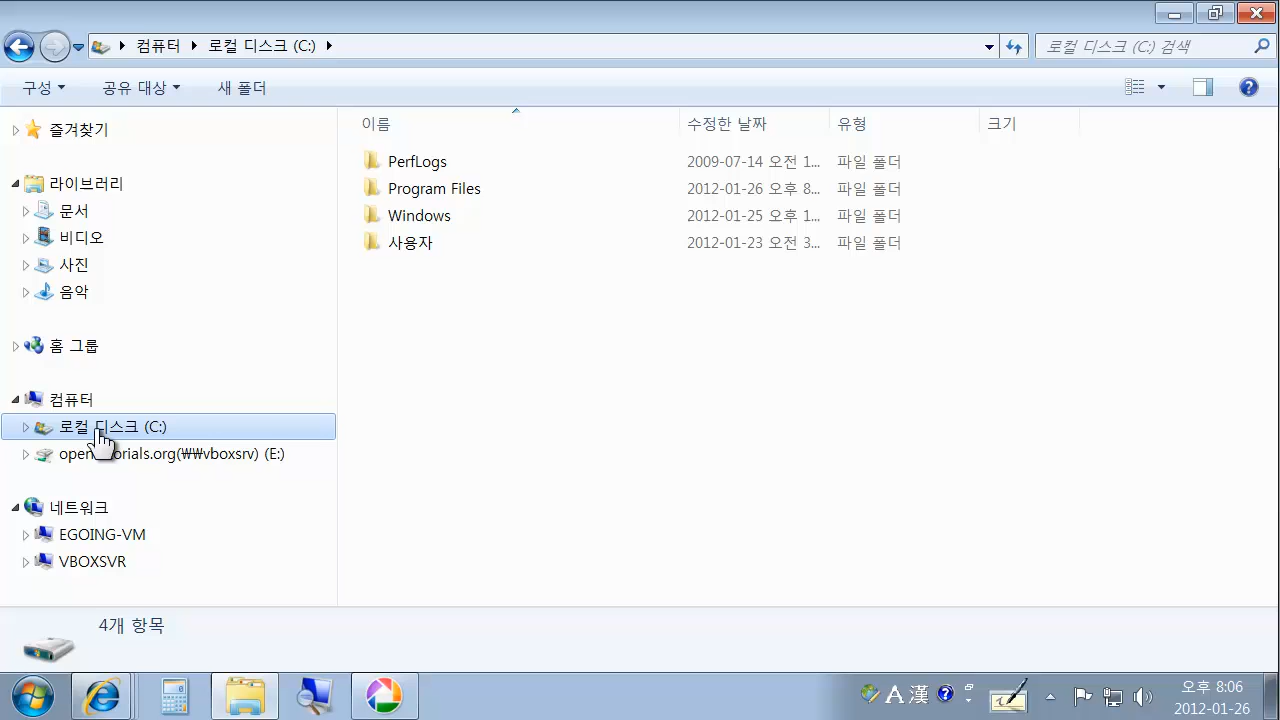 컴퓨터 로컬 디스크 (C:)
로컬 디스크 (C:) 검색
구성 공유 대상 새 폴더
즐겨찾기
라이브러리
문서
비디오
사진
음악
홈 그룹
컴퓨터
로컬 디스크 (C:)
open orials.org(₩₩vboxsrv) (E:)
네트워크
EGOING-VM
VBOXSVR
이름 수정한 날짜 유형 크기
PerfLogs 2009-07-14 오전 1... 파일 폴더
Program Files 2012-01-26 오후 8... 파일 폴더
Windows 2012-01-25 오후 1... 파일 폴더
사용자 2012-01-23 오전 3... 파일 폴더
4개 항목
A 漢
오후 8:06
2012-01-26